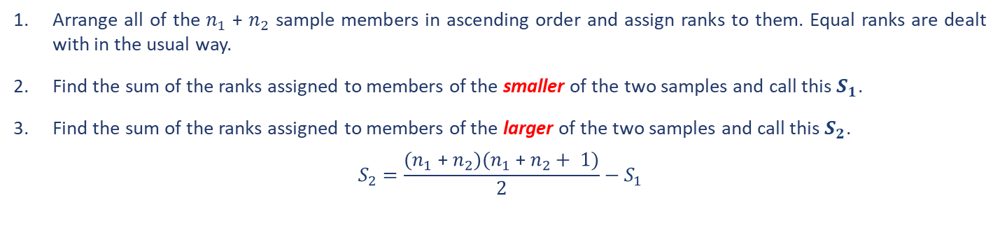 1. Arrange all of the n₁ + n₂ sample members in ascending order and assign ranks to them. Equal ranks are dealt
with in the usual way.
2. Find the sum of the ranks assigned to members of the smaller of the two samples and call this S₁.
3. Find the sum of the ranks assigned to members of the larger of the two samples and call this S₂.
S₂ = (n₁ + n₂)(n₁ + n₂ + 1) / 2 − S₁